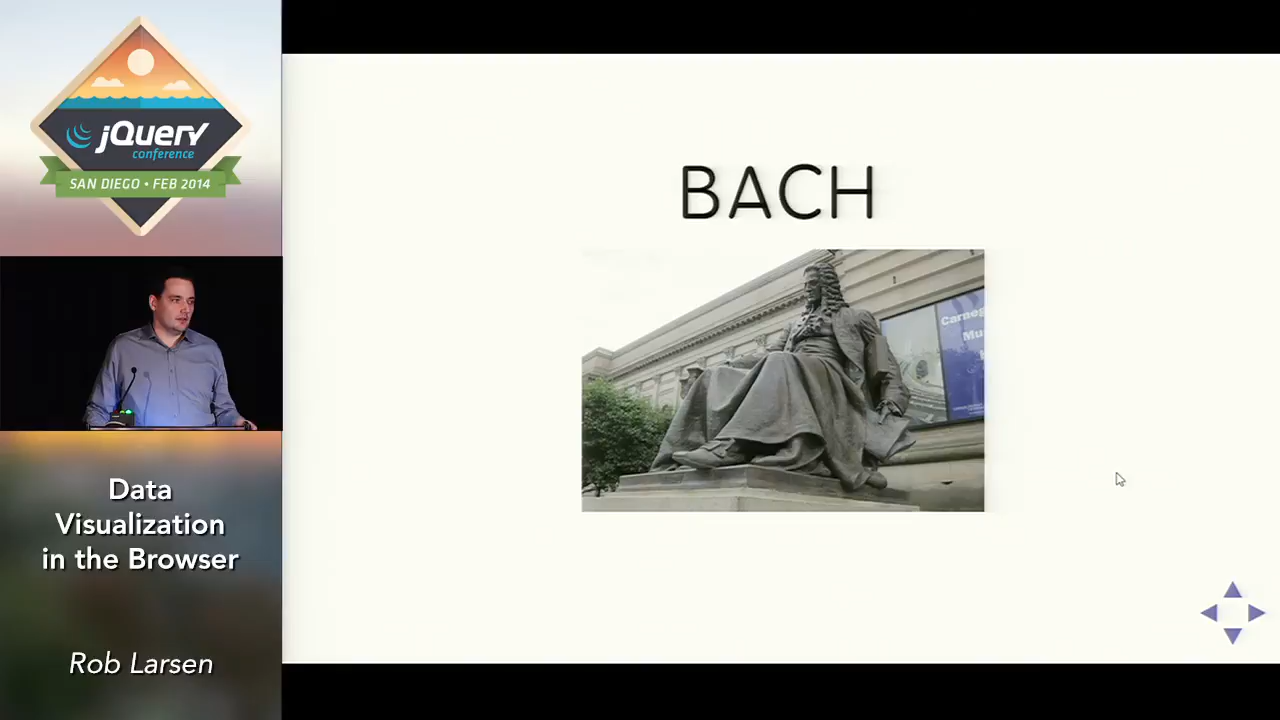 jQuery
conference
SAN DIEGO • FEB 2014
Data
Visualization
in the Browser
Rob Larsen
BACH